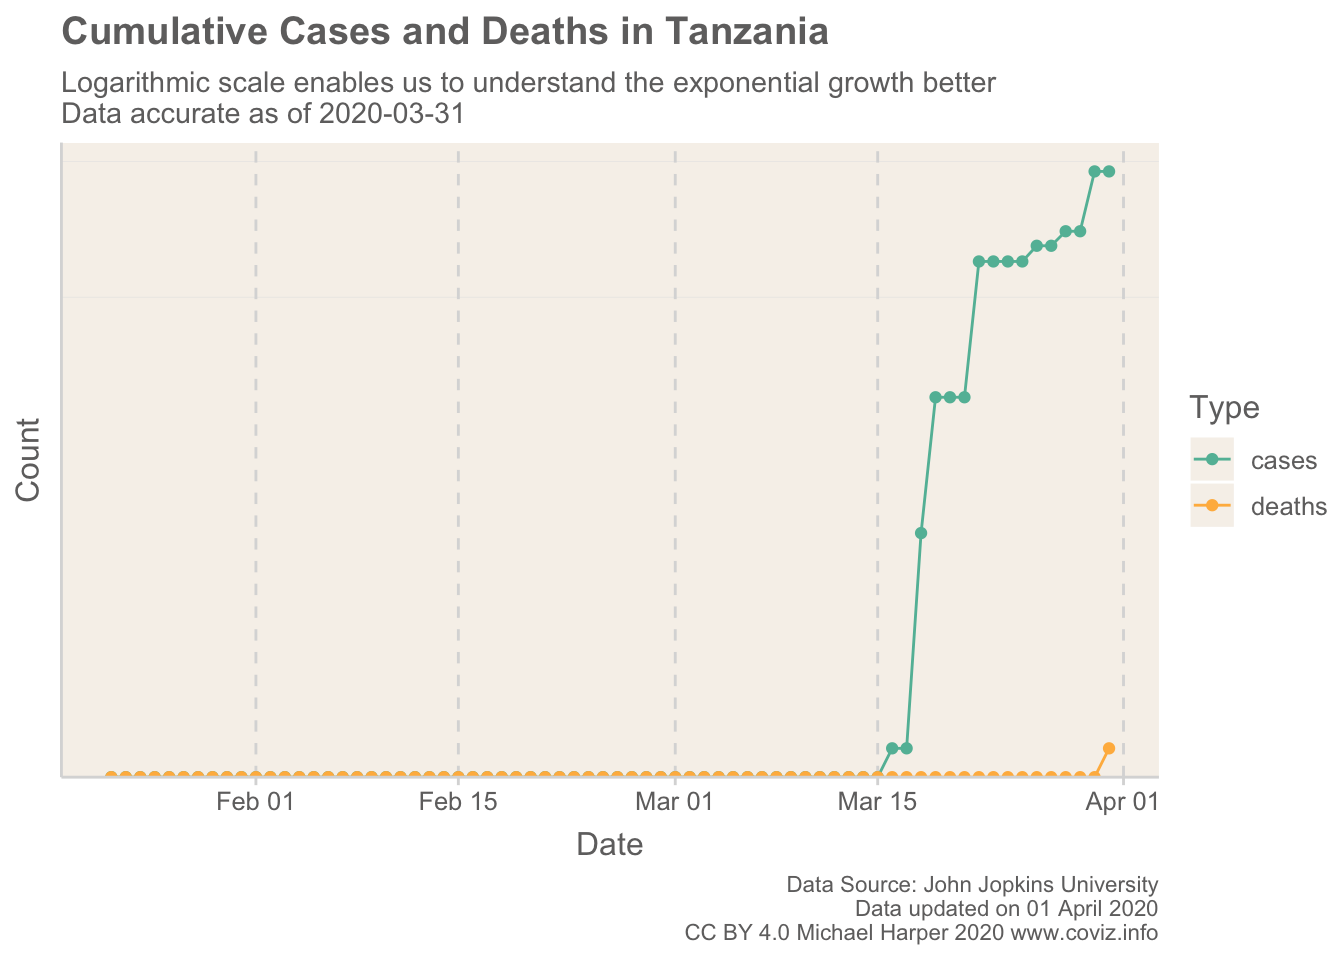 Cumulative Cases and Deaths in Tanzania
Logarithmic scale enables us to understand the exponential growth better
Data accurate as of 2020-03-31
Count
Type
cases
deaths
Feb 01
Feb 15
Mar 01
Mar 15
Apr 01
Date
Data Source: John Jopkins University
Data updated on 01 April 2020
CC BY 4.0 Michael Harper 2020 www.coviz.info